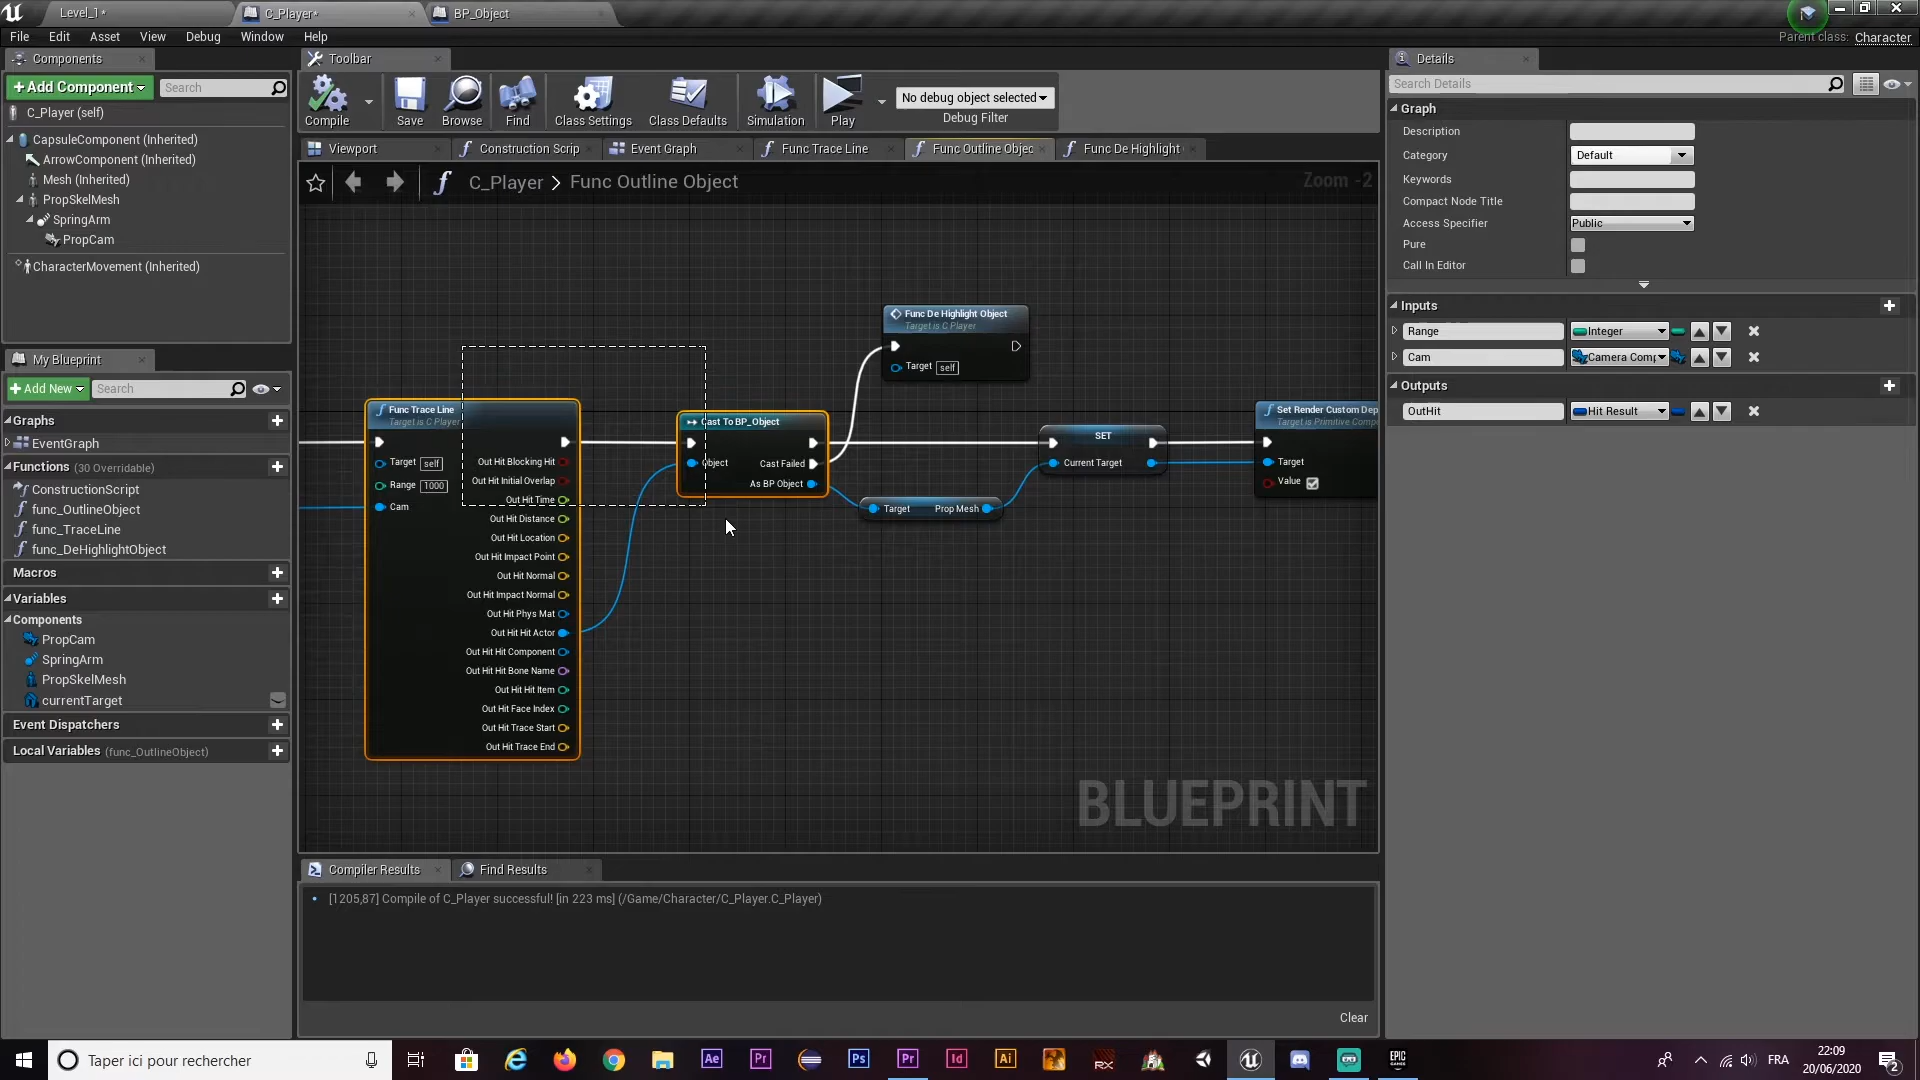 Level_1*
C_Player*
BP_Object
File Edit Asset View Debug Window Help
Parent class: Character
Components
Toolbar
Details
+Add Component
Search
C_Player (self)
CapsuleComponent (Inherited)
ArrowComponent (Inherited)
Mesh (Inherited)
PropSkelMesh
SpringArm
PropCam
CharacterMovement (Inherited)
Compile
Save
Browse
Find
Class Settings
Class Defaults
Simulation
Play
No debug object selected
Debug Filter
Viewport
Construction Scrip
Event Graph
Func Trace Line
Func Outline Objec
Func De Highlight
C_Player > Func Outline Object
Zoom -2
My Blueprint
+Add New
Search
Graphs
EventGraph
Functions (30 Overridable)
ConstructionScript
func_OutlineObject
func_TraceLine
func_DeHighlightObject
Macros
Variables
Components
PropCam
SpringArm
PropSkelMesh
currentTarget
Event Dispatchers
Local Variables (func_OutlineObject)
Func Trace Line
Target is C Player
Target self
Range 1000
Cam
Out Hit Blocking Hit
Out Hit Initial Overlap
Out Hit Time
Out Hit Distance
Out Hit Location
Out Hit Impact Point
Out Hit Normal
Out Hit Impact Normal
Out Hit Phys Mat
Out Hit Hit Actor
Out Hit Hit Component
Out Hit Hit Bone Name
Out Hit Hit Item
Out Hit Face Index
Out Hit Trace Start
Out Hit Trace End
Cast To BP_Object
Object
Cast Failed
As BP Object
Func De Highlight Object
Target is C Player
Target self
Target Prop Mesh
SET
Current Target
Set Render Custom Dep
Target is Primitive Compone
Target
Value
BLUEPRINT
Compiler Results
Find Results
[1205,87] Compile of C_Player successful! [in 223 ms] (/Game/Character/C_Player.C_Player)
Clear
Search Details
Graph
Description
Category Default
Keywords
Compact Node Title
Access Specifier Public
Pure
Call In Editor
Inputs
Range Integer
Cam Camera Comp
Outputs
OutHit Hit Result
Taper ici pour rechercher
Ae
Pr
Ps
Pr
Id
Ai
RX
EPIC
GAMES
FRA
22:09
20/06/2020
2